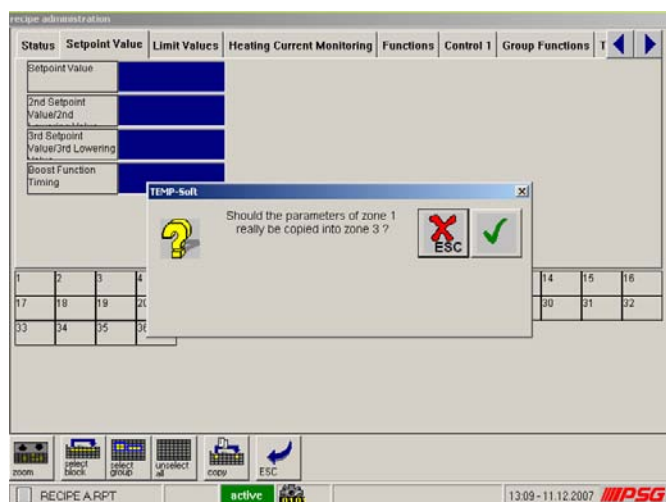 recipe administration
Status Setpoint Value Limit Values Heating Current Monitoring Functions Control 1 Group Functions T
Setpoint Value
2nd Setpoint
Value/2nd
3rd Setpoint
Value/3rd Lowering
Boost Function
Timing
TEMP-Soft
Should the parameters of zone 1
really be copied into zone 3 ?
ESC
1 2 3 4 14 15 16
17 18 19 20 30 31 32
33 34 35 36
zoom
select
block
select
group
unselect
all
copy
ESC
RECIPE A.RPT active 13:09 - 11.12.2007 PSG